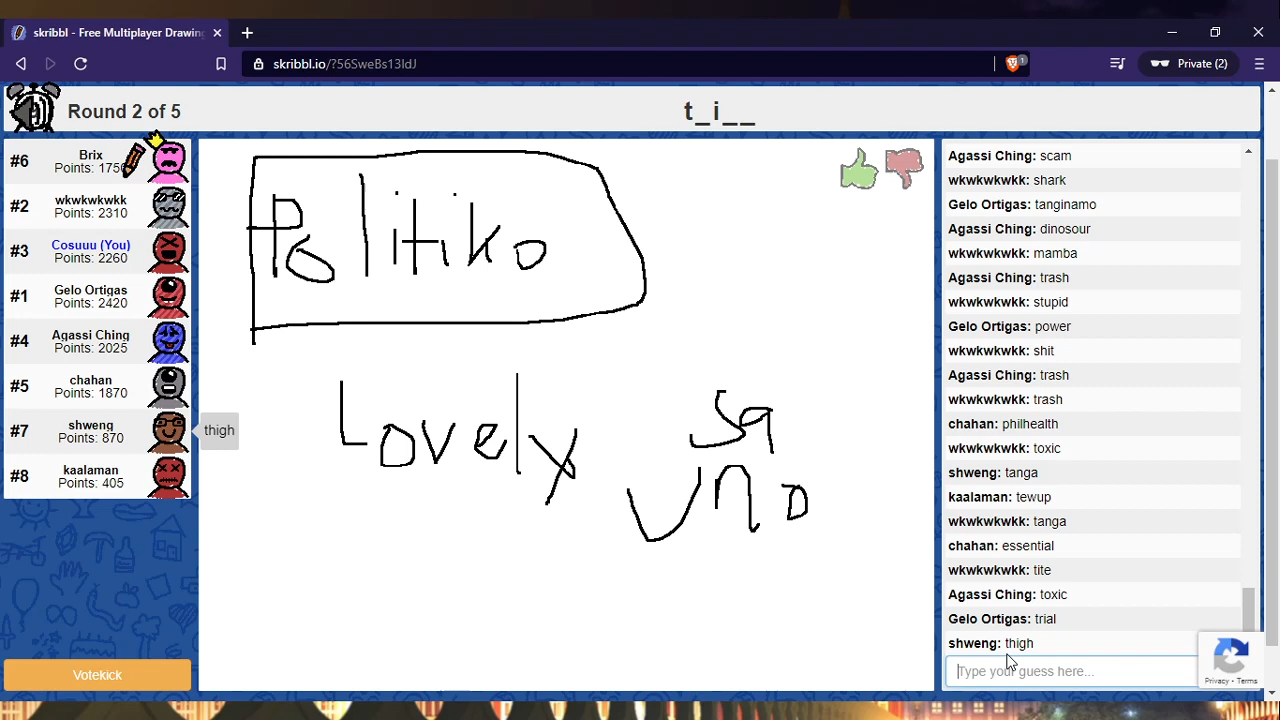 skribbl - Free Multiplayer Drawing
skribbl.io/?56SweBs13IdJ
1
Private (2)
Round 2 of 5
t_i__
#6 Brix
Points: 1756
#2 wkwkwkwkk
Points: 2310
#3 Cosuuu (You)
Points: 2260
#1 Gelo Ortigas
Points: 2420
#4 Agassi Ching
Points: 2025
#5 chahan
Points: 1870
#7 shweng
Points: 870
thigh
#8 kaalaman
Points: 405
Votekick
Politiko
Lovely
sa
Uno
Agassi Ching: scam
wkwkwkwkk: shark
Gelo Ortigas: tanginamo
Agassi Ching: dinosour
wkwkwkwkk: mamba
Agassi Ching: trash
wkwkwkwkk: stupid
Gelo Ortigas: power
wkwkwkwkk: shit
Agassi Ching: trash
wkwkwkwkk: trash
chahan: philhealth
wkwkwkwkk: toxic
shweng: tanga
kaalaman: tewup
wkwkwkwkk: tanga
chahan: essential
wkwkwkwkk: tite
Agassi Ching: toxic
Gelo Ortigas: trial
shweng: thigh
Type your guess here...
Privacy - Terms